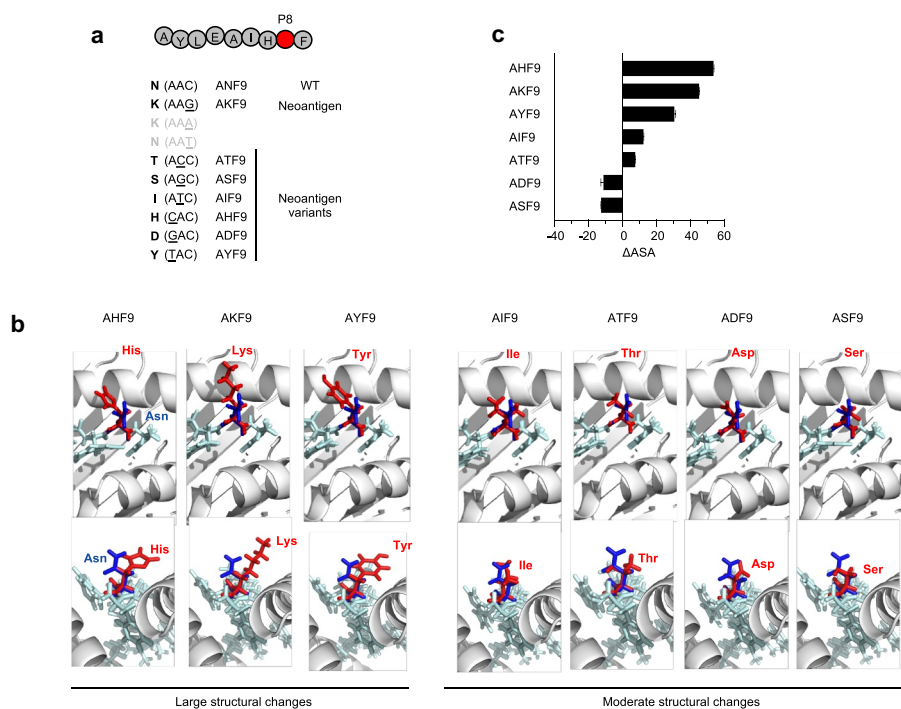 a
P8
A Y L E A I H F
N (AAC) ANF9 WT
K (AAG) AKF9 Neoantigen
K (AAA)
N (AAT)
T (ACC) ATF9
S (AGC) ASF9
I (ATC) AIF9
H (CAC) AHF9
D (GAC) ADF9
Y (TAC) AYF9
Neoantigen
variants
c
AHF9
AKF9
AYF9
AIF9
ATF9
ADF9
ASF9
-40 -20 0 20 40 60
ΔASA
b
AHF9 AKF9 AYF9 AIF9 ATF9 ADF9 ASF9
His Lys Tyr Ile Thr Asp Ser
Asn
Asn His Lys Tyr Ile Thr Asp Ser
Large structural changes
Moderate structural changes